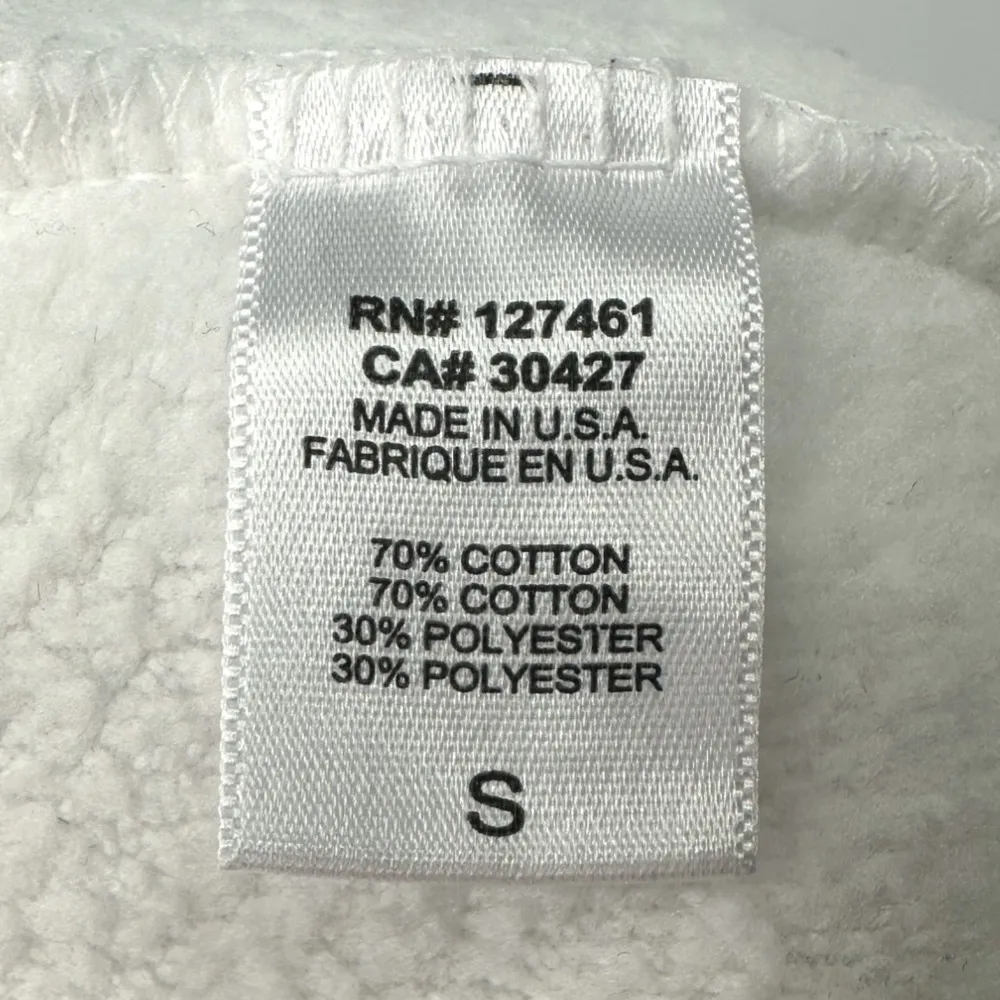 RN# 127461
CA# 30427
MADE IN U.S.A.
FABRIQUE EN U.S.A.
70% COTTON
70% COTTON
30% POLYESTER
30% POLYESTER
S